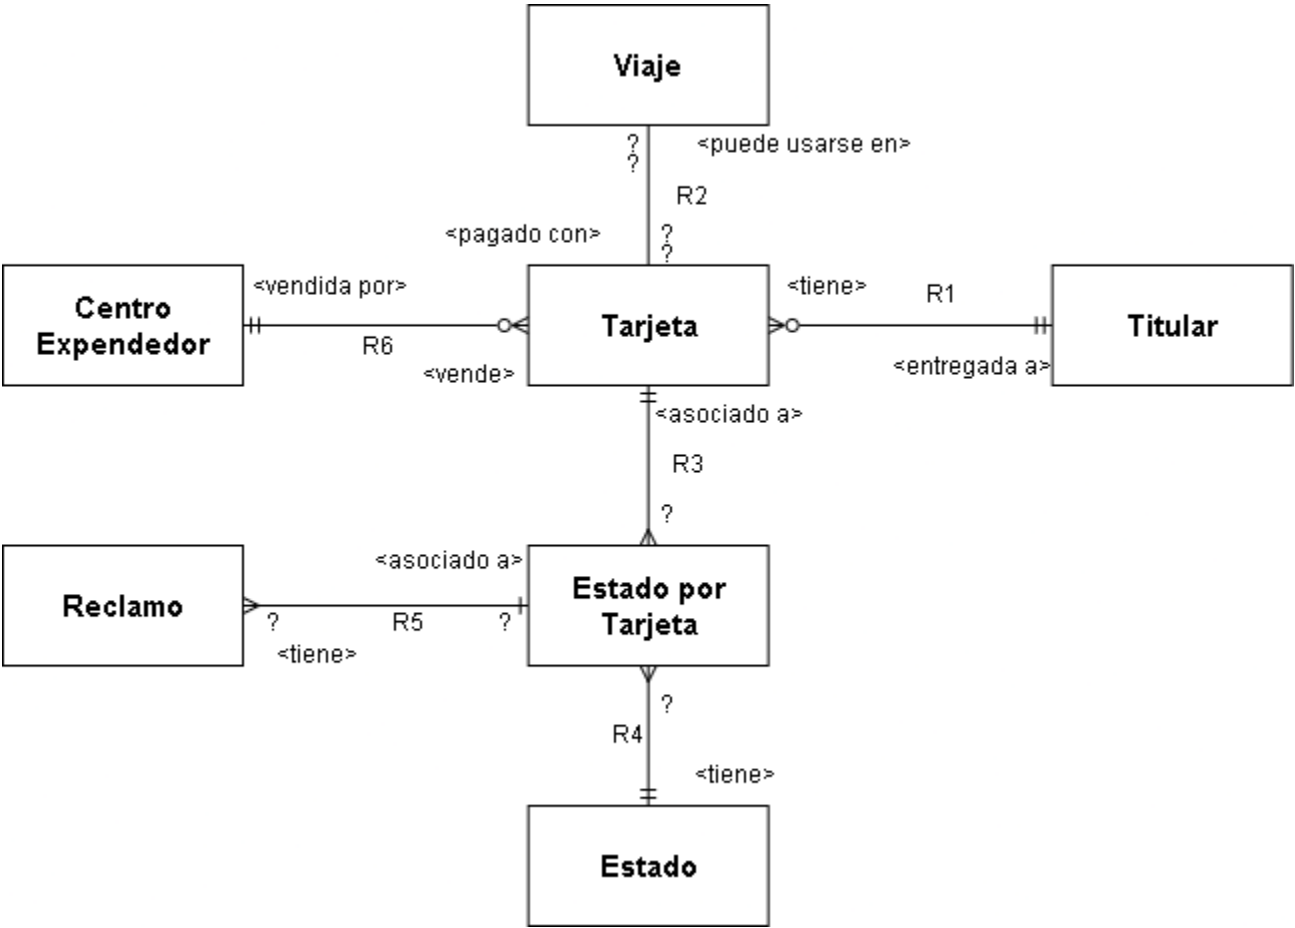 Viaje
?
?
<puede usarse en>
R2
<pagado con>
?
?
Centro
Expendedor
<vendida por>
R6
<vende>
Tarjeta
<tiene>
R1
<entregada a>
Titular
<asociado a>
R3
?
Reclamo
?
<tiene>
R5
<asociado a>
?
Estado por
Tarjeta
?
R4
<tiene>
Estado